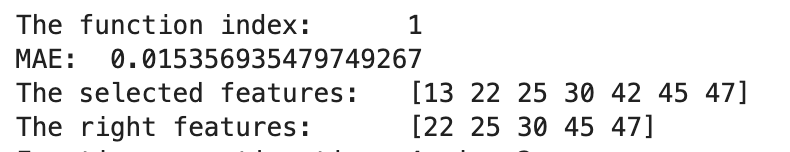 The function index: 1
MAE: 0.015356935479749267
The selected features: [13 22 25 30 42 45 47]
The right features: [22 25 30 45 47]